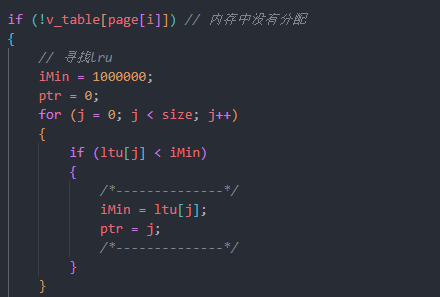 if (!v_table[page[i]]) // 内存中没有分配
{
// 寻找lru
iMin = 1000000;
ptr = 0;
for (j = 0; j < size; j++)
{
if (ltu[j] < iMin)
{
/*--------------*/
iMin = ltu[j];
ptr = j;
/*--------------*/
}
}